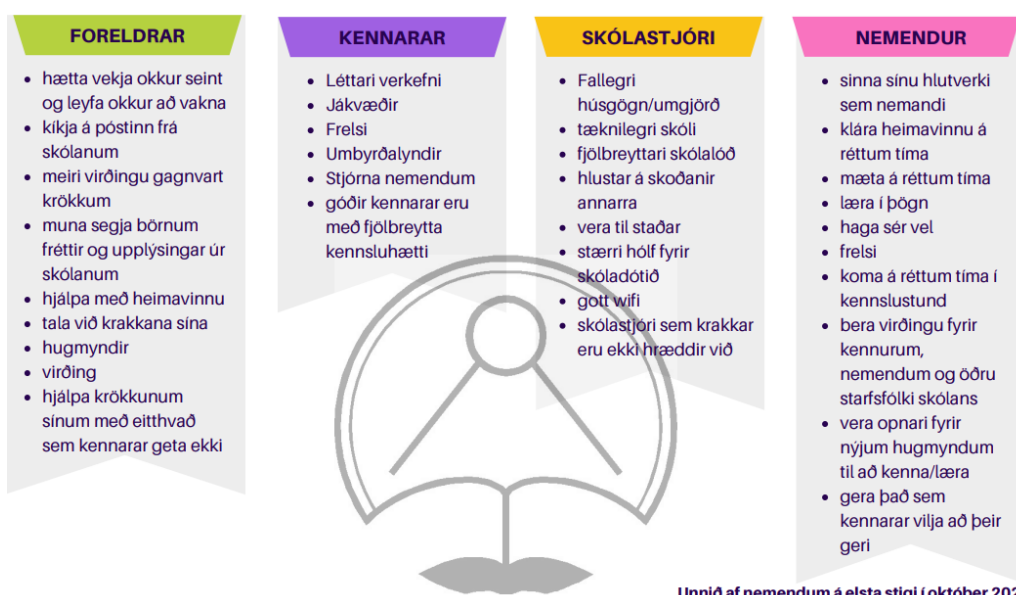 FORELDRAR
• hætta vekja okkur seint
og leyfa okkur að vakna
• kíkja á póstinn frá
skólanum
• meiri virðingu gagnvart
krökkum
• muna segja börnum
fréttir og upplýsingar úr
skólanum
• hjálpa með heimavinnu
• tala við krakkana sína
• hugmyndir
• virðing
• hjálpa krökkunum
sínum með eitthvað
sem kennarar geta ekki
KENNARAR
• Léttari verkefni
• Jákvæðir
• Frelsi
• Umbyrðalyndir
• Stjórna nemendum
• góðir kennarar eru
með fjölbreytta
kennsluhætti
SKÓLASTJÓRI
• Fallegri
húsgögn/umgjörð
• tæknilegri skóli
• fjölbreyttari skólalóð
• hlustar á skoðanir
annarra
• vera til staðar
• stærri hólf fyrir
skóladótið
• gott wifi
• skólastjóri sem krakkar
eru ekki hræddir við
NEMENDUR
• sinna sínu hlutverki
sem nemandi
• klára heimavinnu á
réttum tíma
• mæta á réttum tíma
• læra í þögn
• haga sér vel
• frelsi
• koma á réttum tíma í
kennslustund
• bera virðingu fyrir
kennurum,
nemendum og öðru
starfsfólki skólans
• vera opnari fyrir
nýjum hugmyndum
til að kenna/læra
• gera það sem
kennarar vilja að þeir
geri
Unnið af nemendum á elsta stigi í október